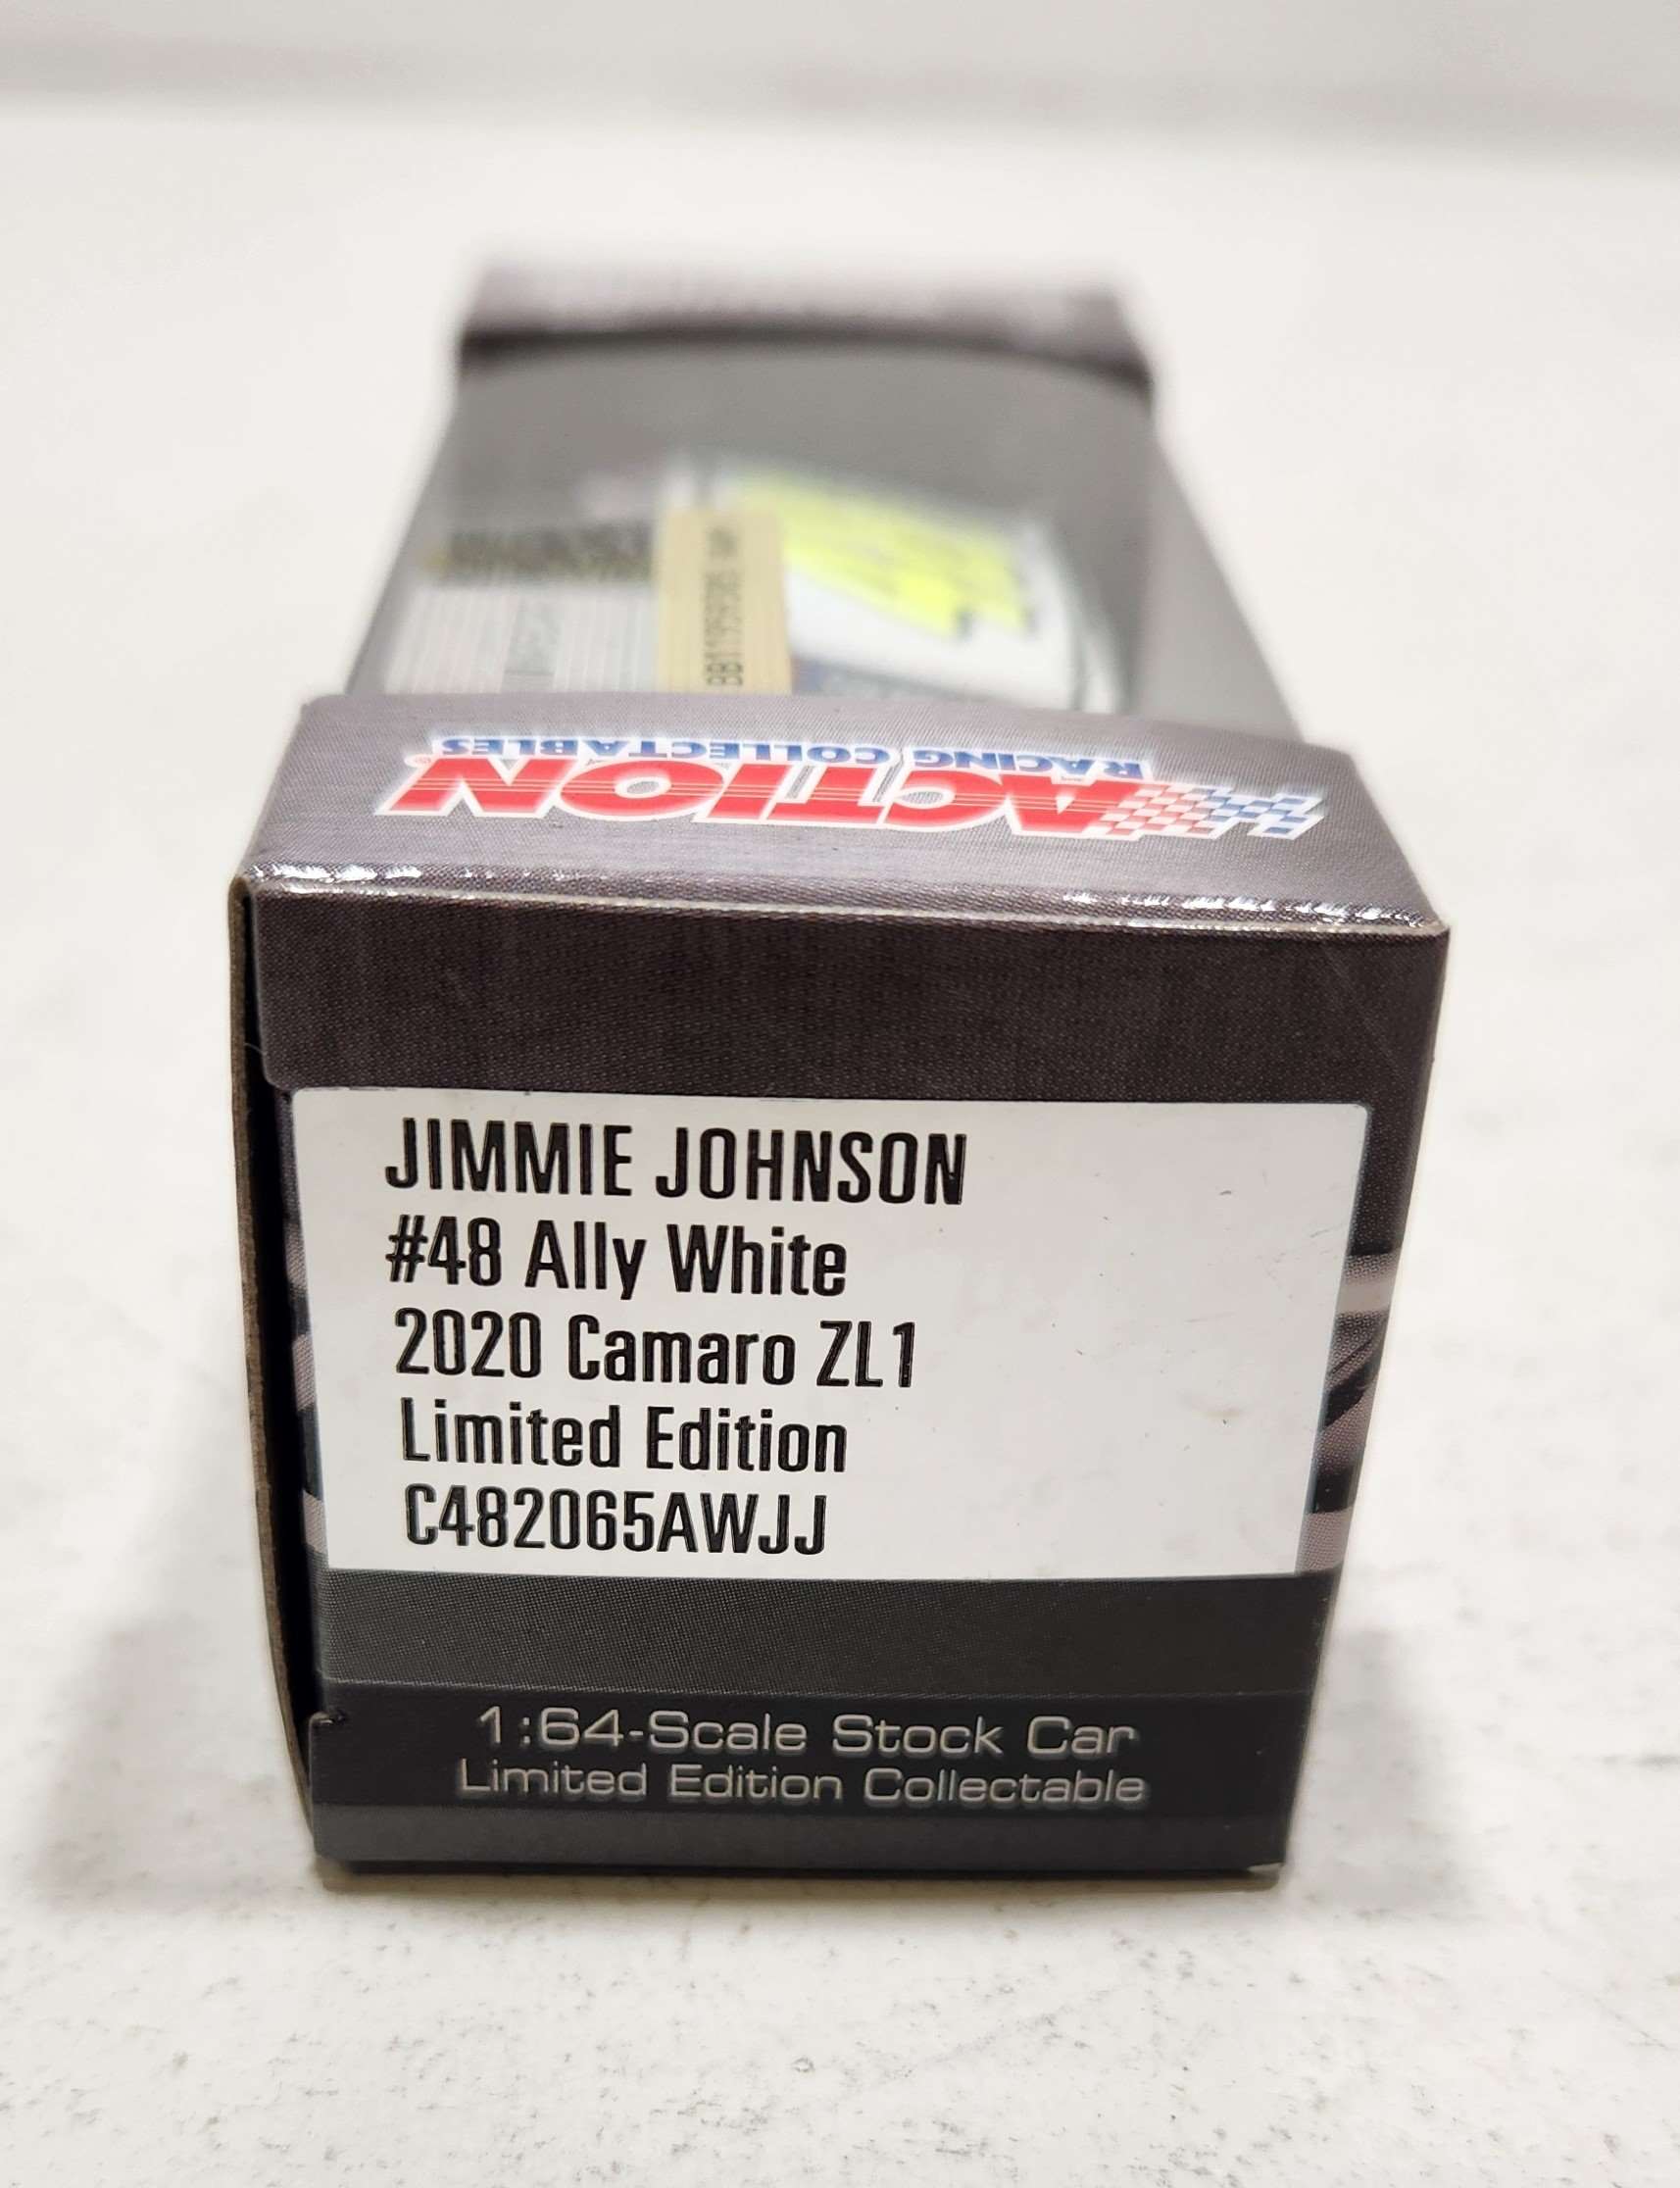 ACTION
RACING COLLECTABLES
JIMMIE JOHNSON
#48 Ally White
2020 Camaro ZL1
Limited Edition
C482065AWJJ
1:64-Scale Stock Car
Limited Edition Collectable